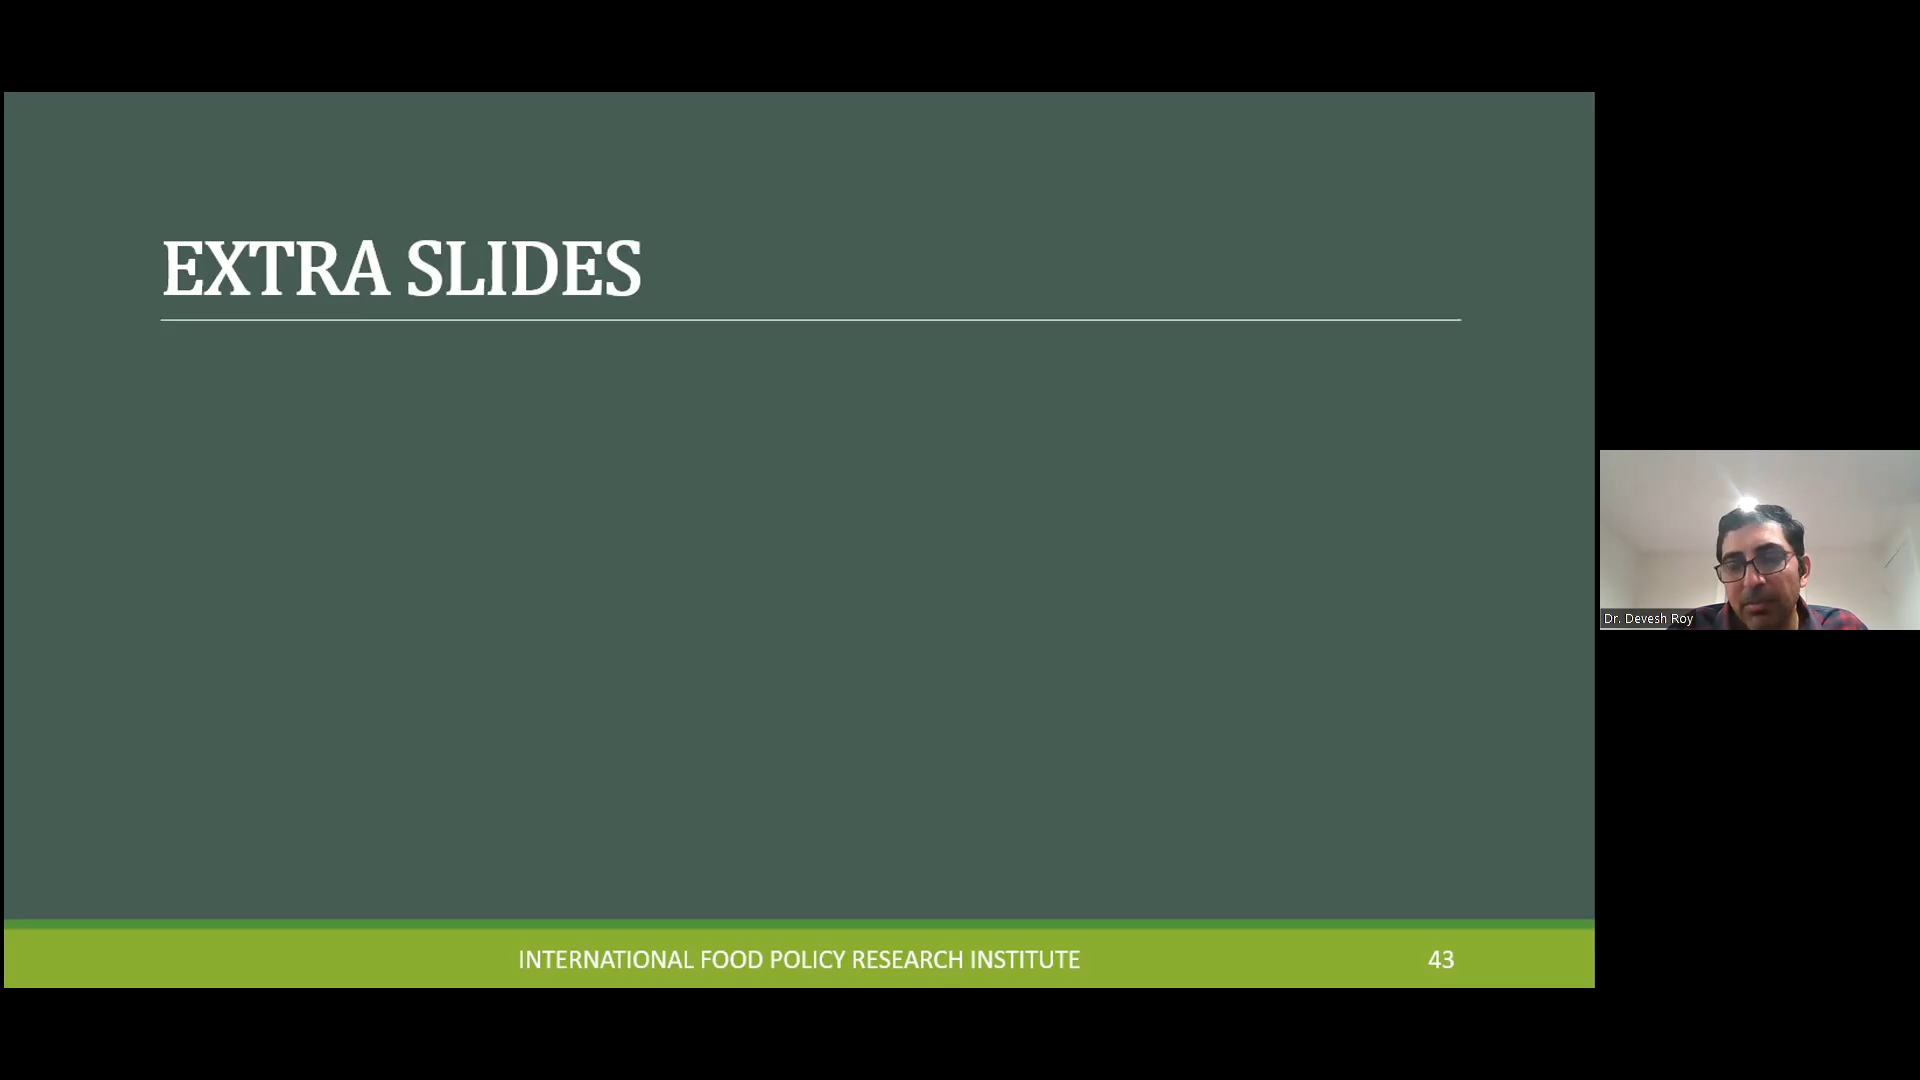 EXTRA SLIDES
Dr. Devesh Roy
INTERNATIONAL FOOD POLICY RESEARCH INSTITUTE
43